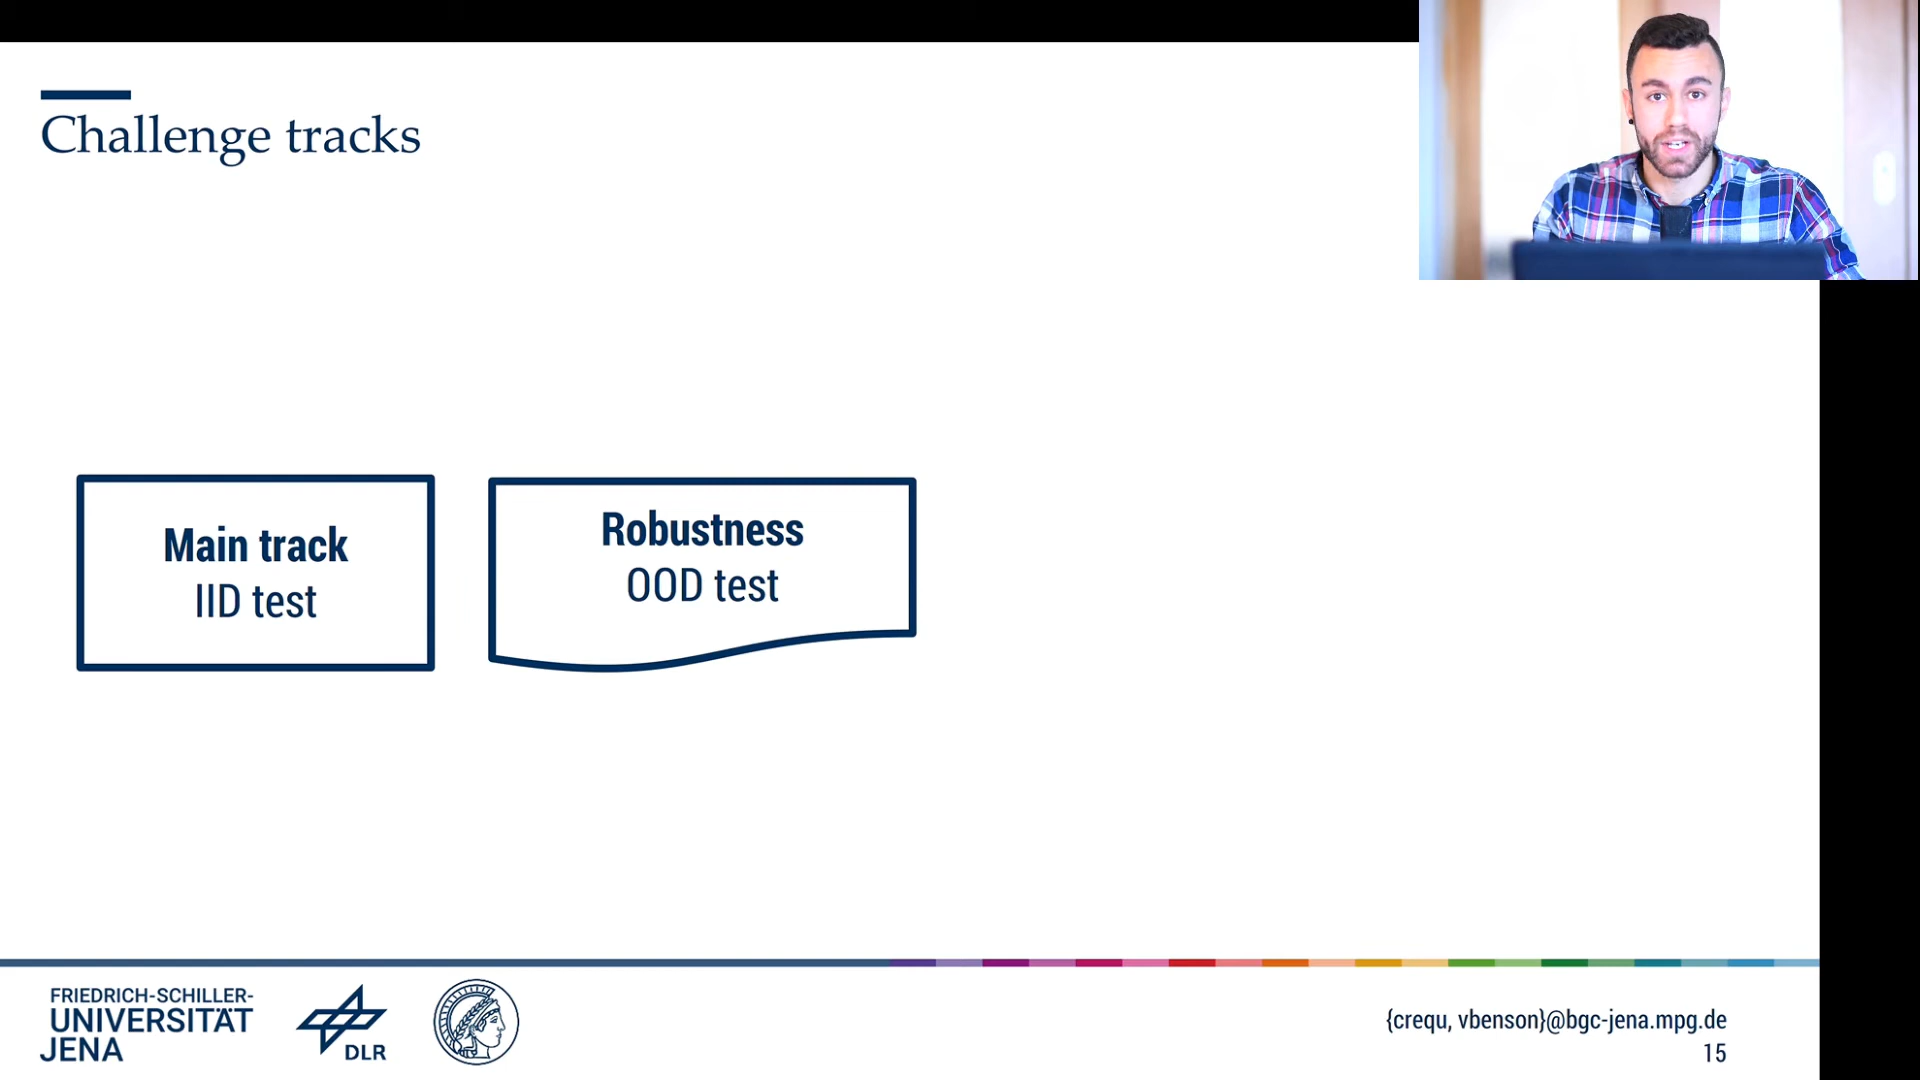 Challenge tracks
Main track
IID test
Robustness
OOD test
FRIEDRICH-SCHILLER-
UNIVERSITÄT
JENA
DLR
{crequ, vbenson}@bgc-jena.mpg.de
15